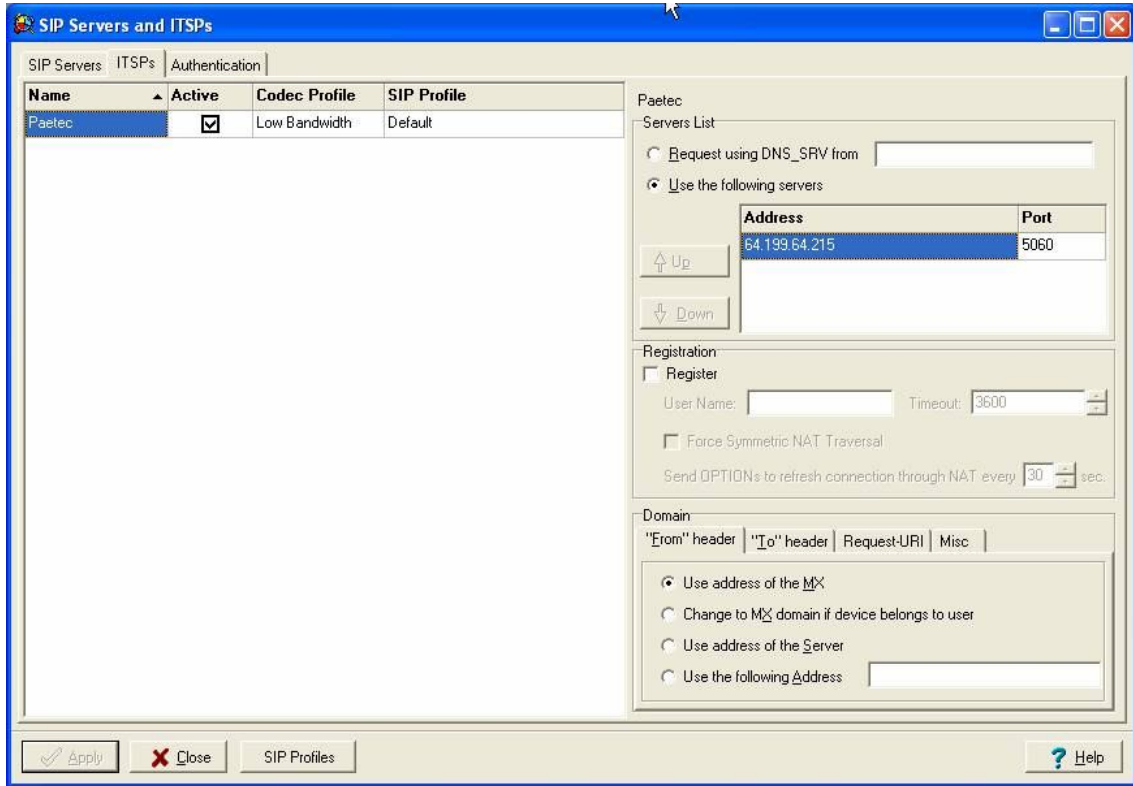 SIP Servers and ITSPs
SIP Servers ITSPs Authentication
Name Active Codec Profile SIP Profile
Paetec Low Bandwidth Default
Paetec
Servers List
Request using DNS_SRV from
Use the following servers
Address Port
64.199.64.215 5060
Up
Down
Registration
Register
User Name: Timeout: 3600
Force Symmetric NAT Traversal
Send OPTIONs to refresh connection through NAT every 30 sec.
Domain
"From" header "To" header Request-URI Misc
Use address of the MX
Change to MX domain if device belongs to user
Use address of the Server
Use the following Address
Apply Close SIP Profiles Help